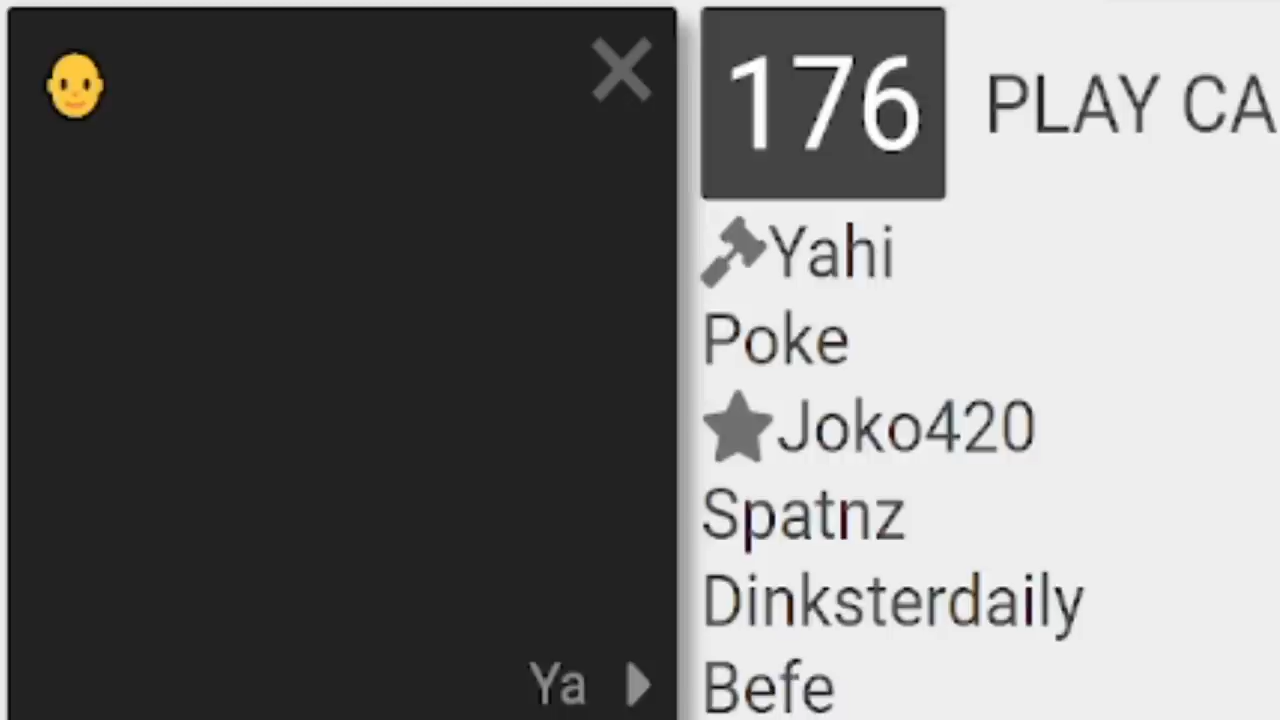 176 PLAY CA
Yahi
Poke
Joko420
Spatnz
Dinksterdaily
Befe
Ya